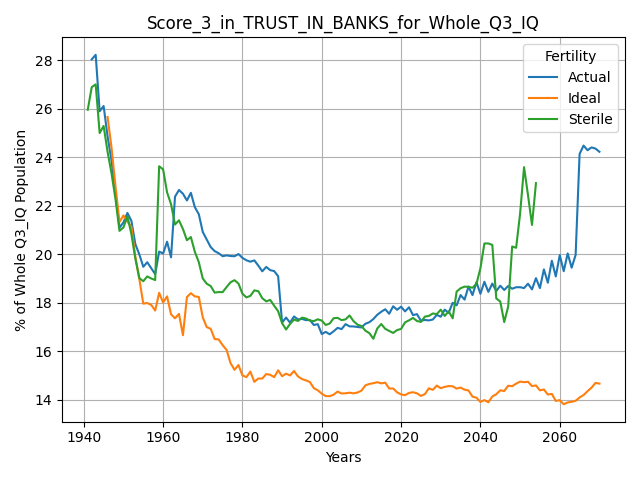 Score_3_in_TRUST_IN_BANKS_for_Whole_Q3_IQ
% of Whole Q3_IQ Population
28
26
24
22
20
18
16
14
Fertility
Actual
Ideal
Sterile
1940 1960 1980 2000 2020 2040 2060
Years